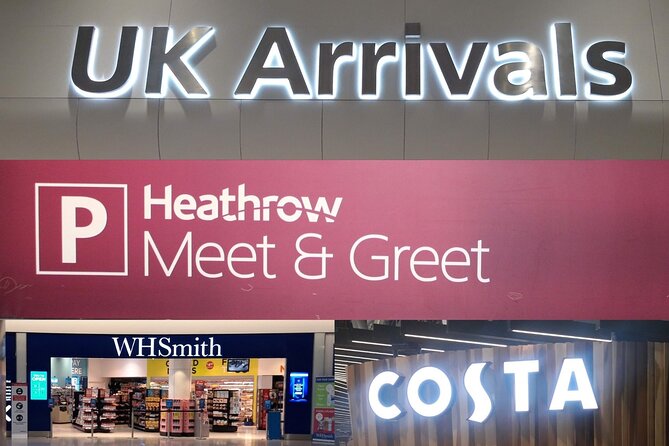 UK Arrivals
P
Heathrow
Meet & Greet
WHSmith
COSTA